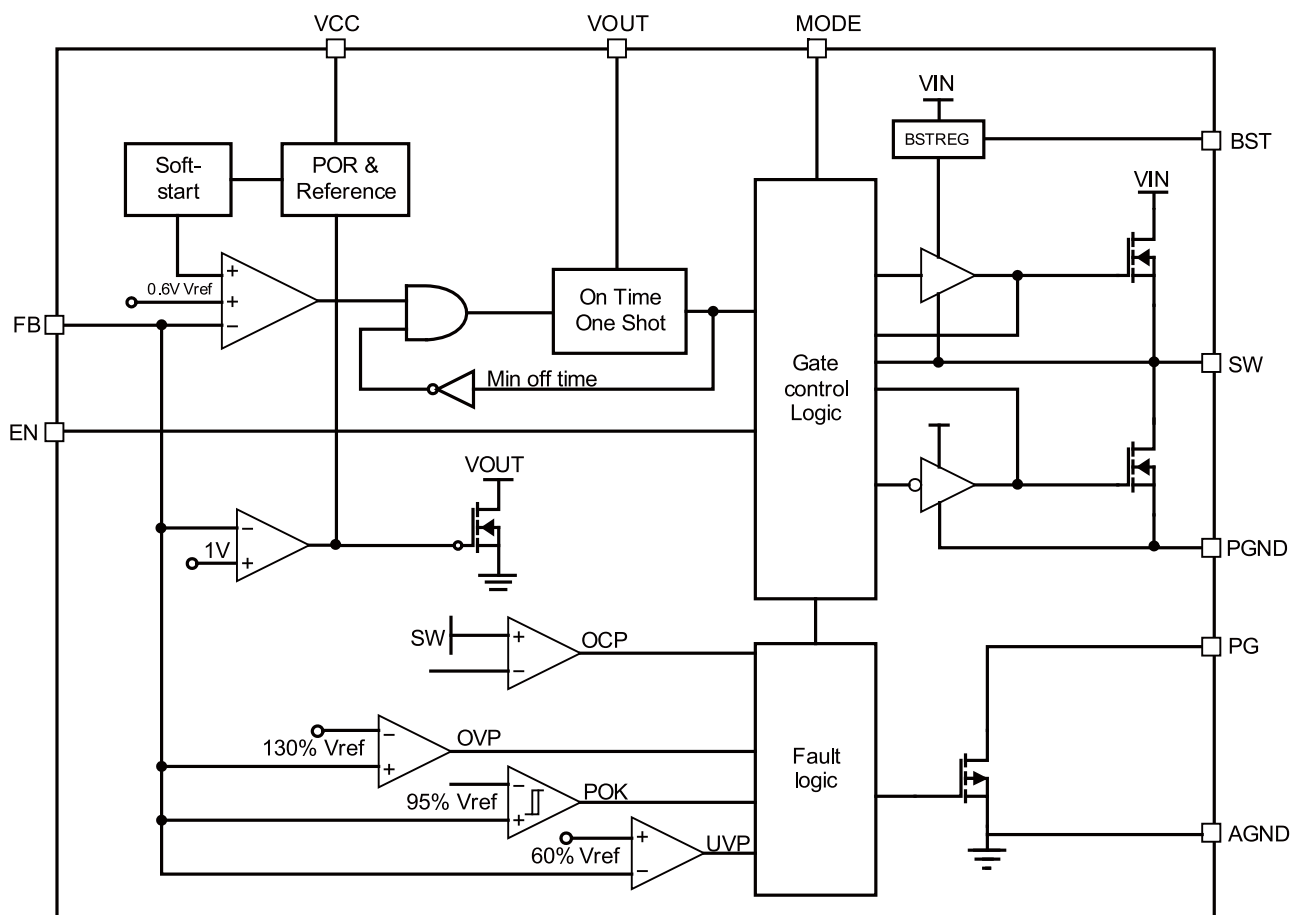 VCC
VOUT
MODE
VIN
BSTREG
BST
Soft-
start
POR &
Reference
VIN
+
0.6V Vref
+
−
FB
On Time
One Shot
Min off time
Gate
control
Logic
SW
EN
VOUT
−
1V
+
PGND
SW
+
−
OCP
PG
130% Vref
−
+
OVP
Fault
logic
95% Vref
−
+
POK
60% Vref
+
−
UVP
AGND